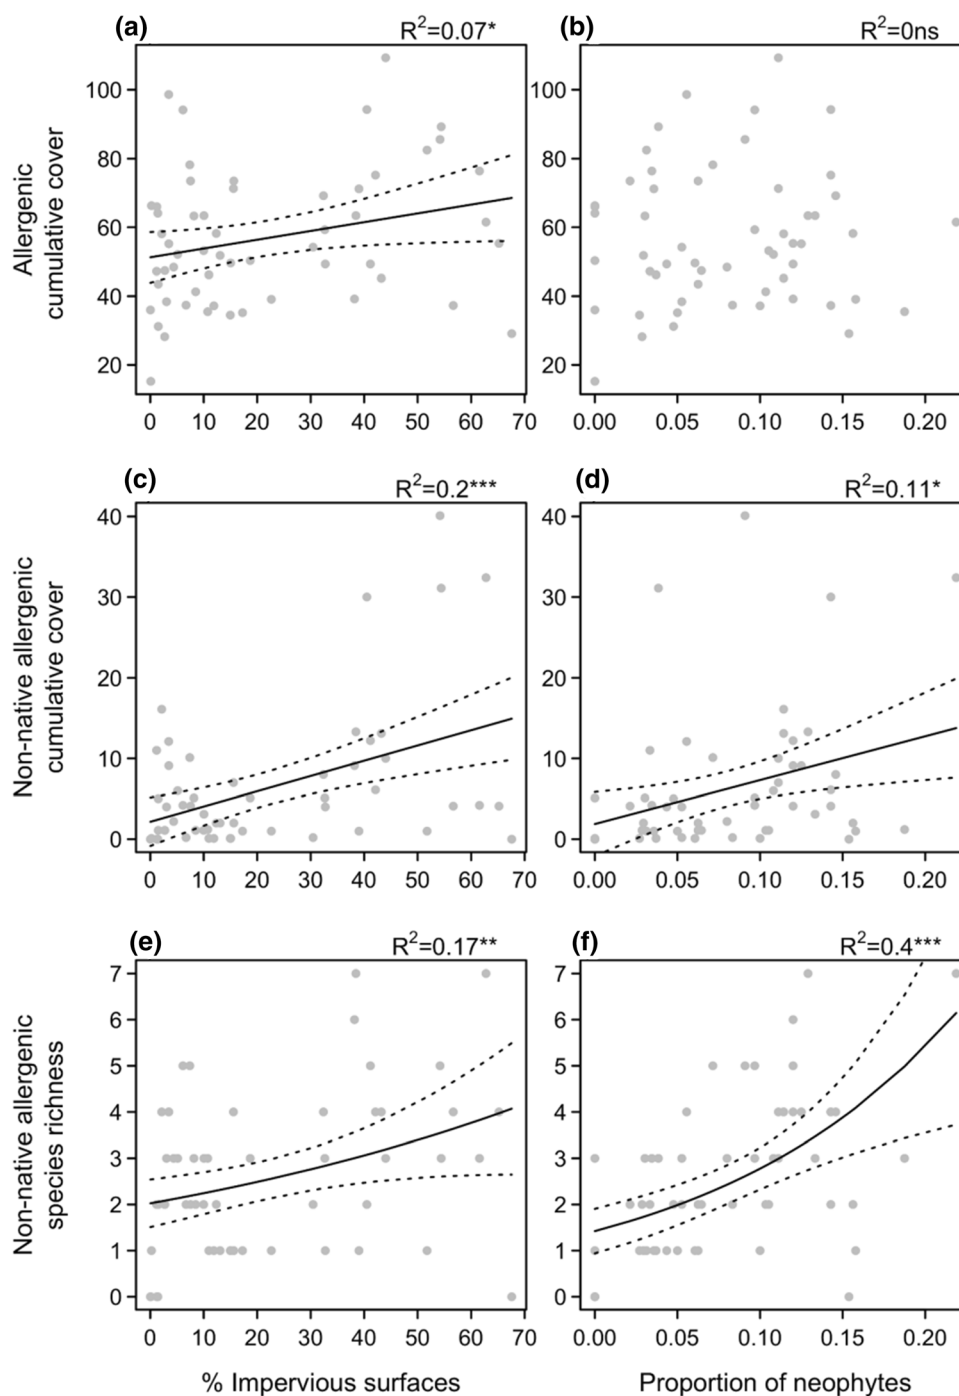 (a) R²=0.07* (b) R²=0ns
Allergenic
cumulative cover
100
80
60
40
20
0 10 20 30 40 50 60 70
100
80
60
40
20
0.00 0.05 0.10 0.15 0.20
(c) R²=0.2*** (d) R²=0.11*
Non-native allergenic
cumulative cover
40
30
20
10
0
0 10 20 30 40 50 60 70
40
30
20
10
0
0.00 0.05 0.10 0.15 0.20
(e) R²=0.17** (f) R²=0.4***
Non-native allergenic
species richness
7
6
5
4
3
2
1
0
0 10 20 30 40 50 60 70
7
6
5
4
3
2
1
0
0.00 0.05 0.10 0.15 0.20
% Impervious surfaces Proportion of neophytes